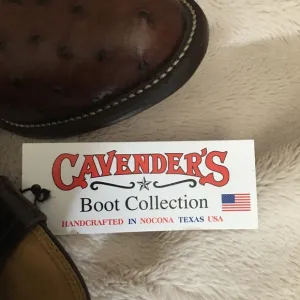 CAVENDER'S
Boot Collection
HANDCRAFTED IN NOCONA TEXAS USA